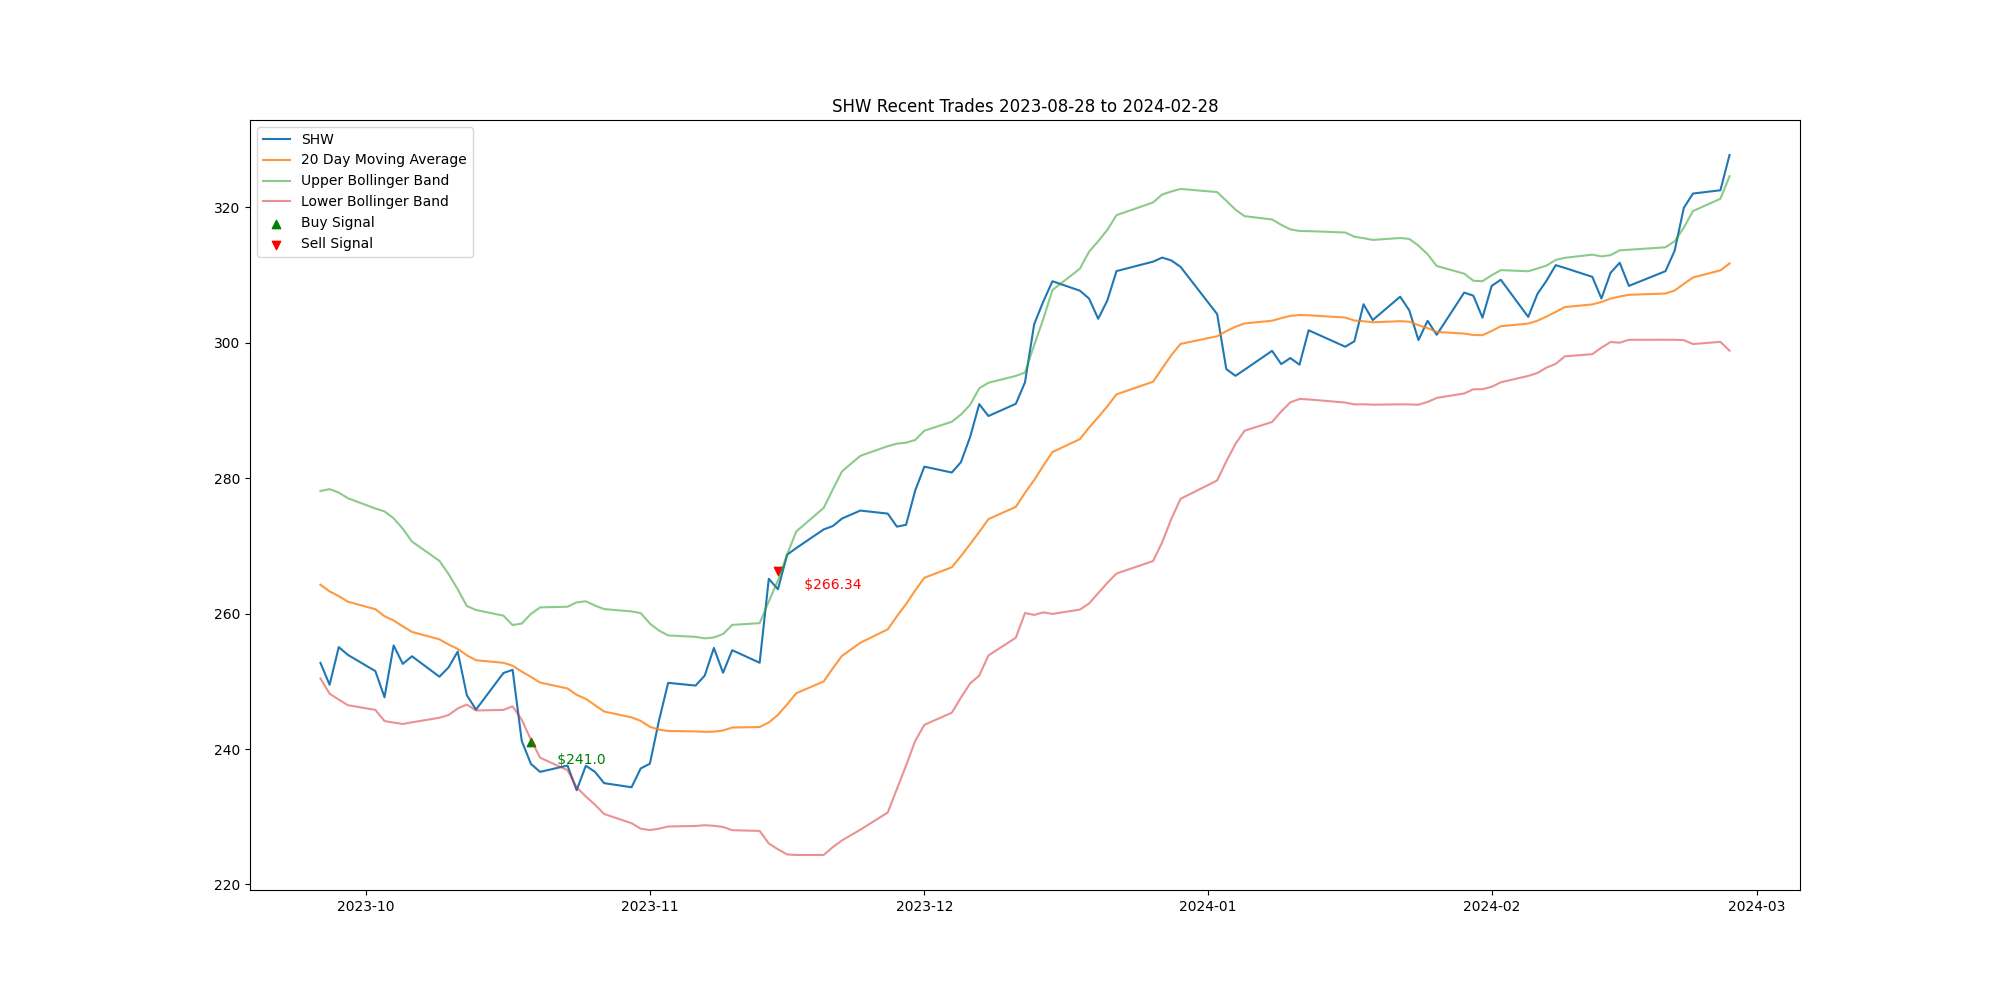 SHW Recent Trades 2023-08-28 to 2024-02-28
SHW
20 Day Moving Average
Upper Bollinger Band
Lower Bollinger Band
Buy Signal
Sell Signal
320
300
280
260
240
220
$266.34
$241.0
2023-10
2023-11
2023-12
2024-01
2024-02
2024-03